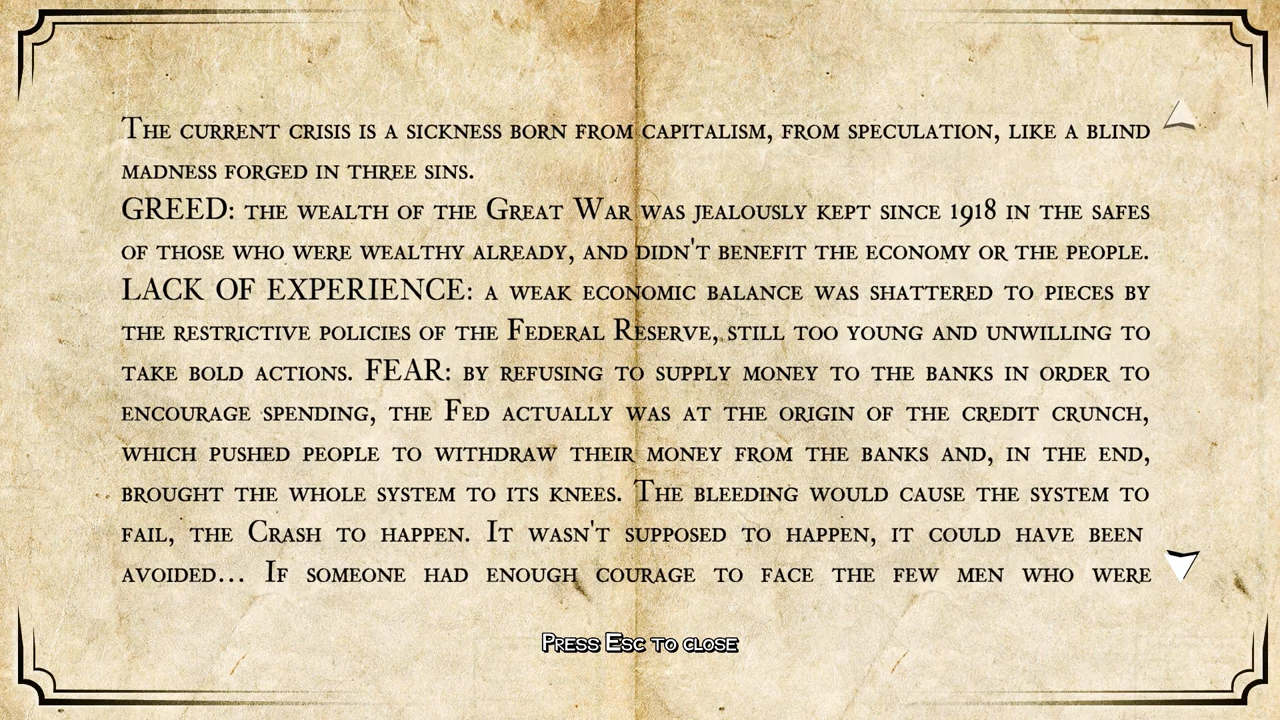 The current crisis is a sickness born from capitalism, from speculation, like a blind
madness forged in three sins.
GREED: the wealth of the Great War was jealously kept since 1918 in the safes
of those who were wealthy already, and didn't benefit the economy or the people.
LACK OF EXPERIENCE: a weak economic balance was shattered to pieces by
the restrictive policies of the Federal Reserve, still too young and unwilling to
take bold actions. FEAR: by refusing to supply money to the banks in order to
encourage spending, the Fed actually was at the origin of the credit crunch,
which pushed people to withdraw their money from the banks and, in the end,
brought the whole system to its knees. The bleeding would cause the system to
fail, the Crash to happen. It wasn't supposed to happen, it could have been
avoided... If someone had enough courage to face the few men who were
Press Esc to close